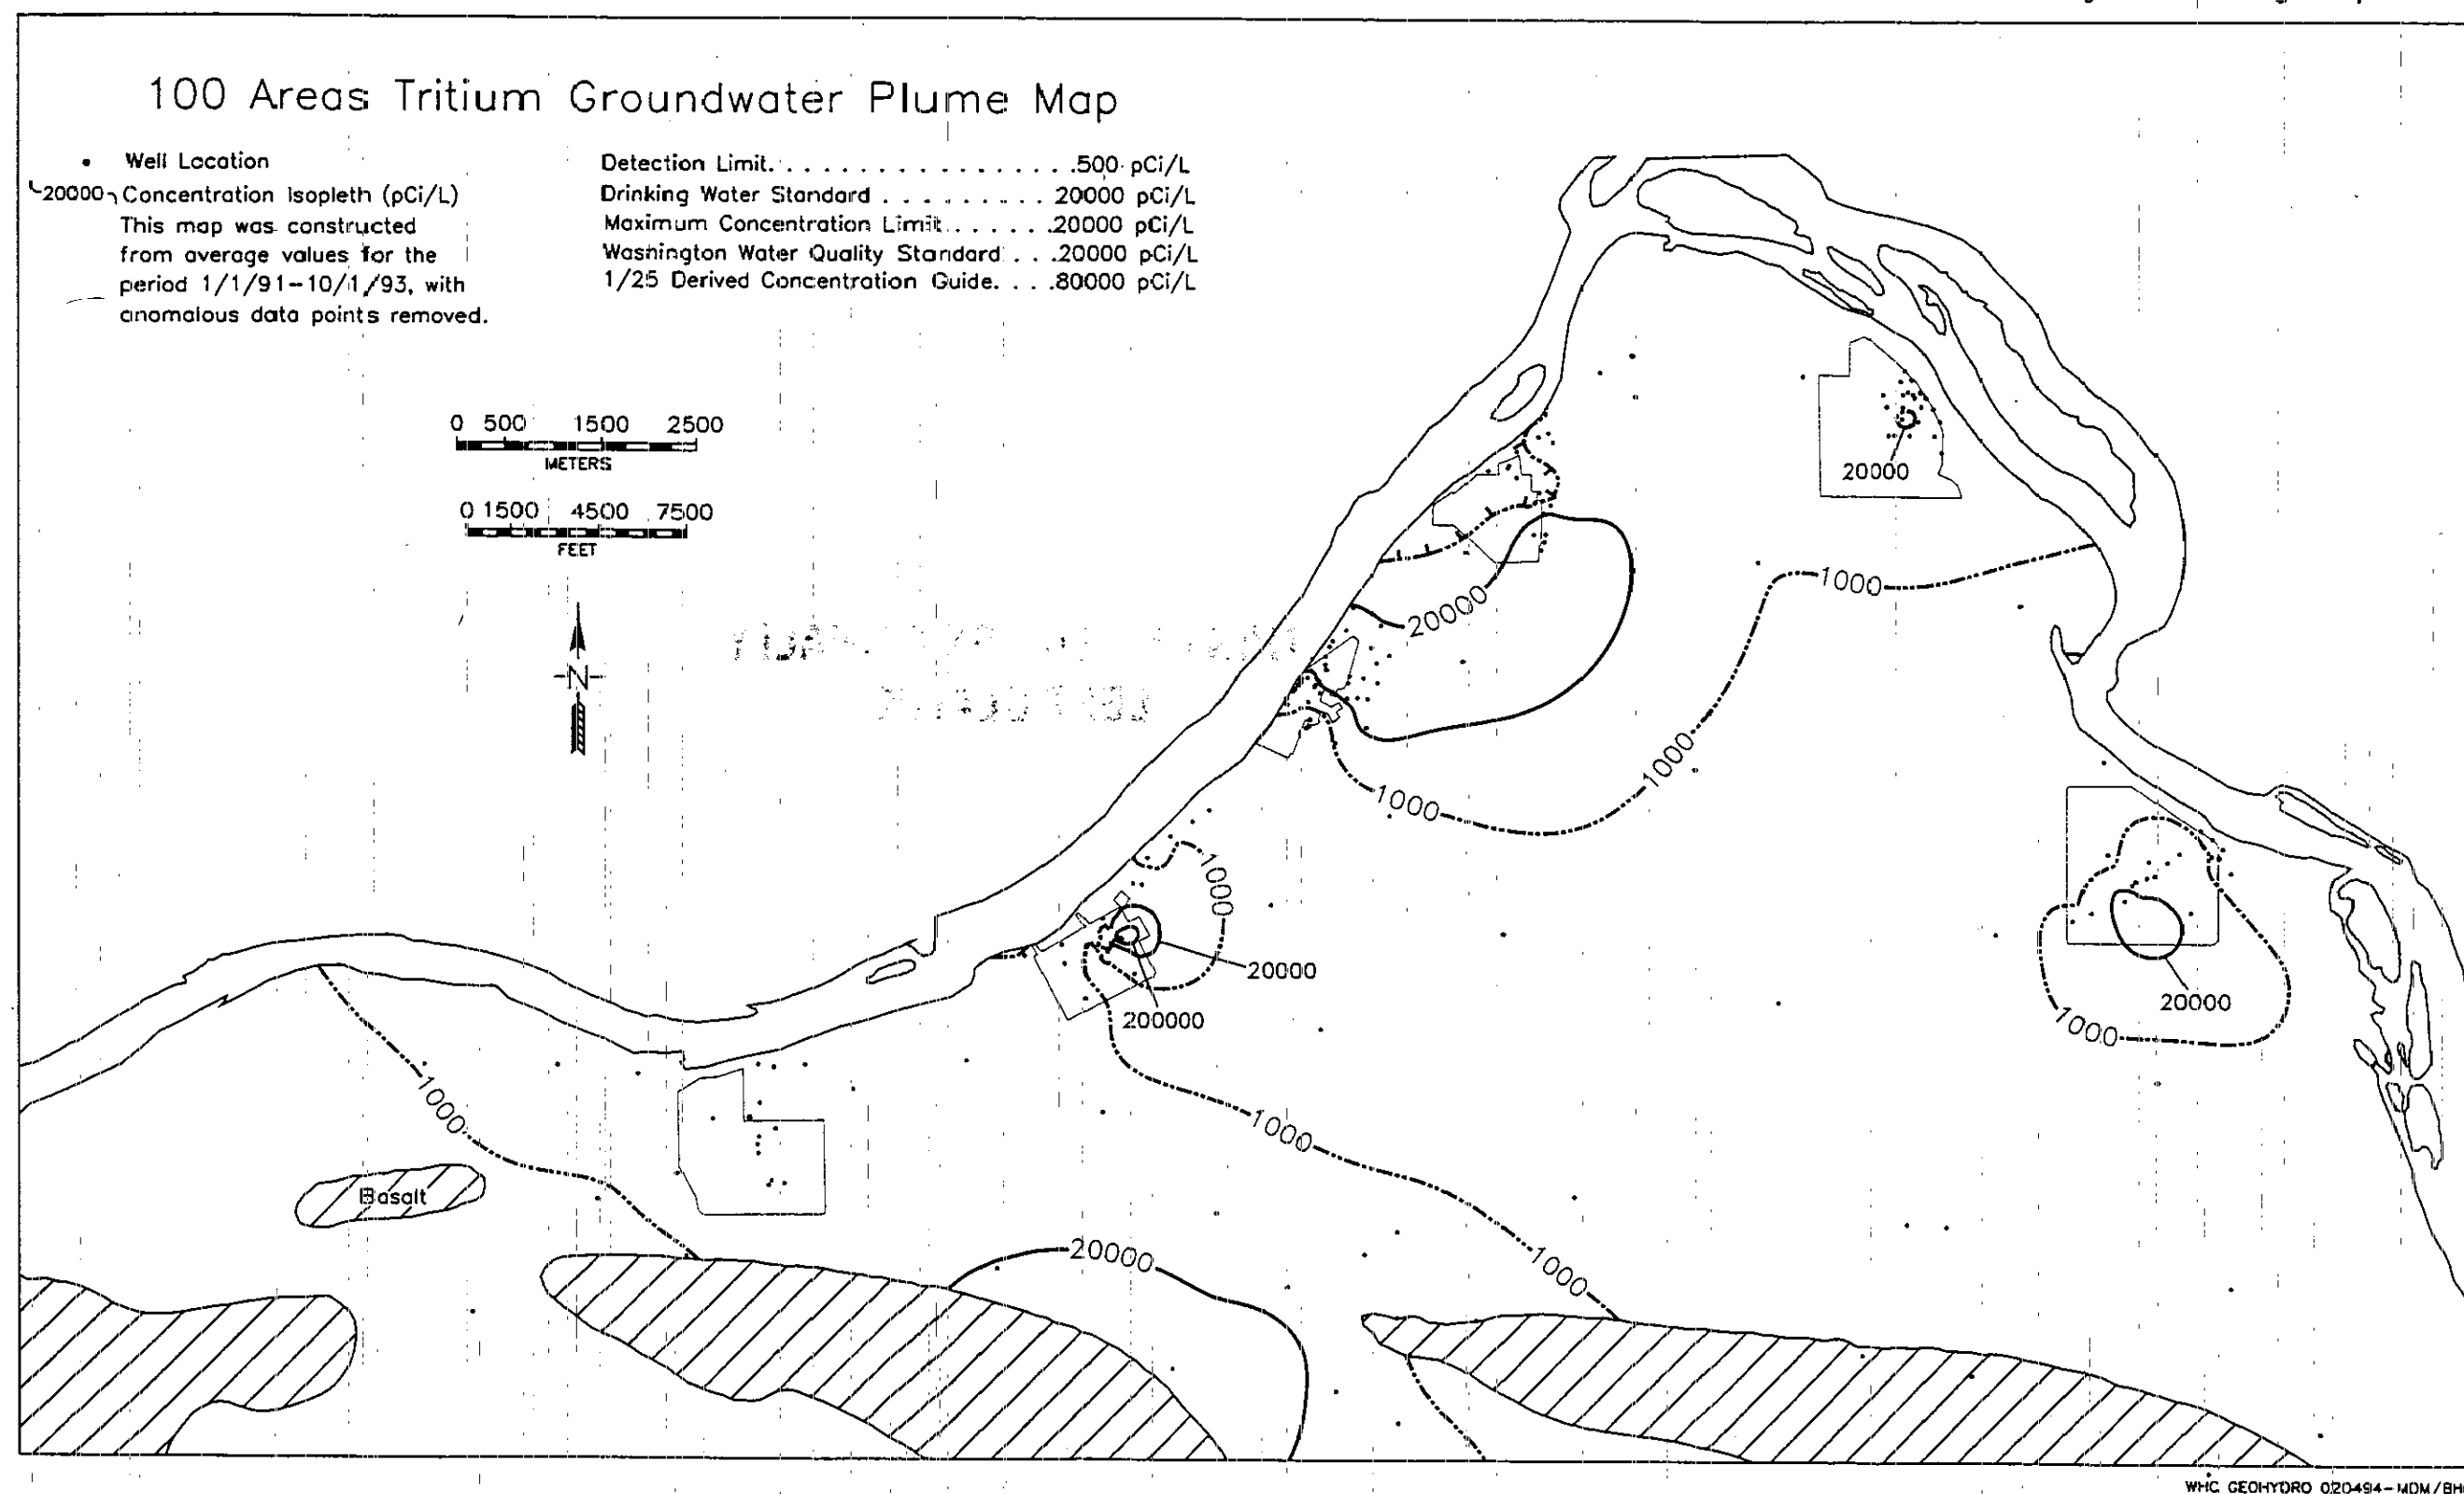 100 Areas Tritium Groundwater Plume Map
• Well Location
20000 Concentration Isopleth (pCi/L)
This map was constructed
from average values for the
period 1/1/91-10/1/93, with
anomalous data points removed.
Detection Limit. . . . . . . . . . . . . . . . . .500 pCi/L
Drinking Water Standard . . . . . . . . . . 20000 pCi/L
Maximum Concentration Limit. . . . . . .20000 pCi/L
Washington Water Quality Standard . . .20000 pCi/L
1/25 Derived Concentration Guide. . . .80000 pCi/L
0 500 1500 2500
METERS
0 1500 4500 7500
FEET
N
20000
1000
20000
1000
1000
1000
20000
200000
20000
1000
1000
1000
Basalt
20000
1000
WHC GEOHYDRO 020494-MDM/BH